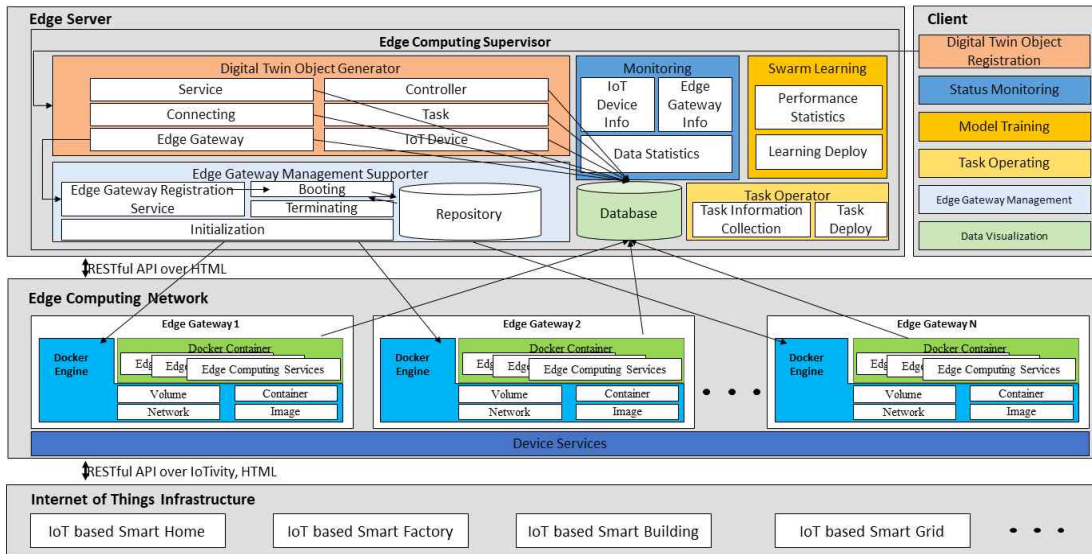 Edge Server
Edge Computing Supervisor
Digital Twin Object Generator
Service
Controller
Connecting
Task
Edge Gateway
IoT Device
Monitoring
IoT
Device
Info
Edge
Gateway
Info
Data Statistics
Swarm Learning
Performance
Statistics
Learning Deploy
Edge Gateway Management Supporter
Edge Gateway Registration
Service
Booting
Terminating
Initialization
Repository
Database
Task Operator
Task Information
Collection
Task
Deploy
Client
Digital Twin Object
Registration
Status Monitoring
Model Training
Task Operating
Edge Gateway Management
Data Visualization
RESTful API over HTML
Edge Computing Network
Edge Gateway 1
Docker
Engine
Docker Container
Edge Computing Services
Volume
Container
Network
Image
Edge Gateway 2
Docker
Engine
Docker Container
Edge Computing Services
Volume
Container
Network
Image
Edge Gateway N
Docker
Engine
Docker Container
Edge Computing Services
Volume
Container
Network
Image
Device Services
RESTful API over IoTivity, HTML
Internet of Things Infrastructure
IoT based Smart Home
IoT based Smart Factory
IoT based Smart Building
IoT based Smart Grid